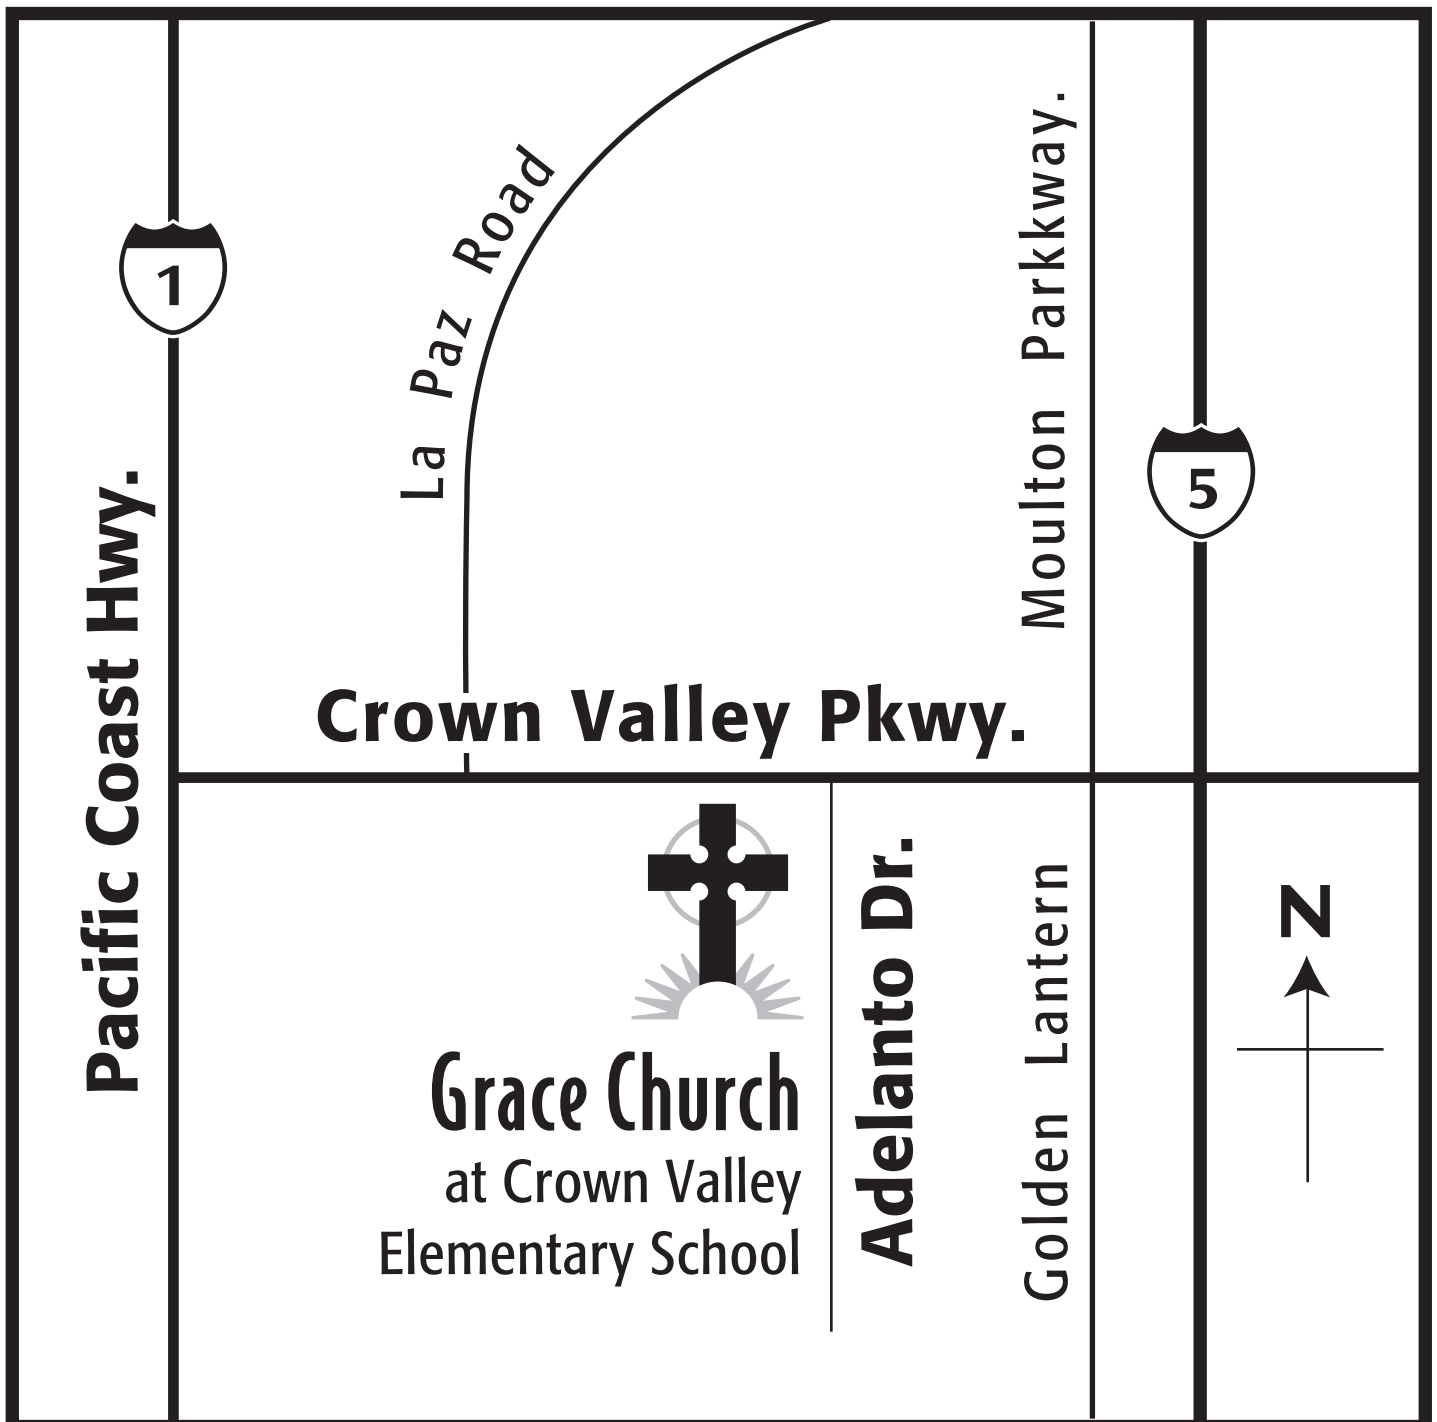 1
La Paz Road
Moulton Parkway.
5
Pacific Coast Hwy.
Crown Valley Pkwy.
Adelanto Dr.
Golden Lantern
N
Grace Church
at Crown Valley
Elementary School